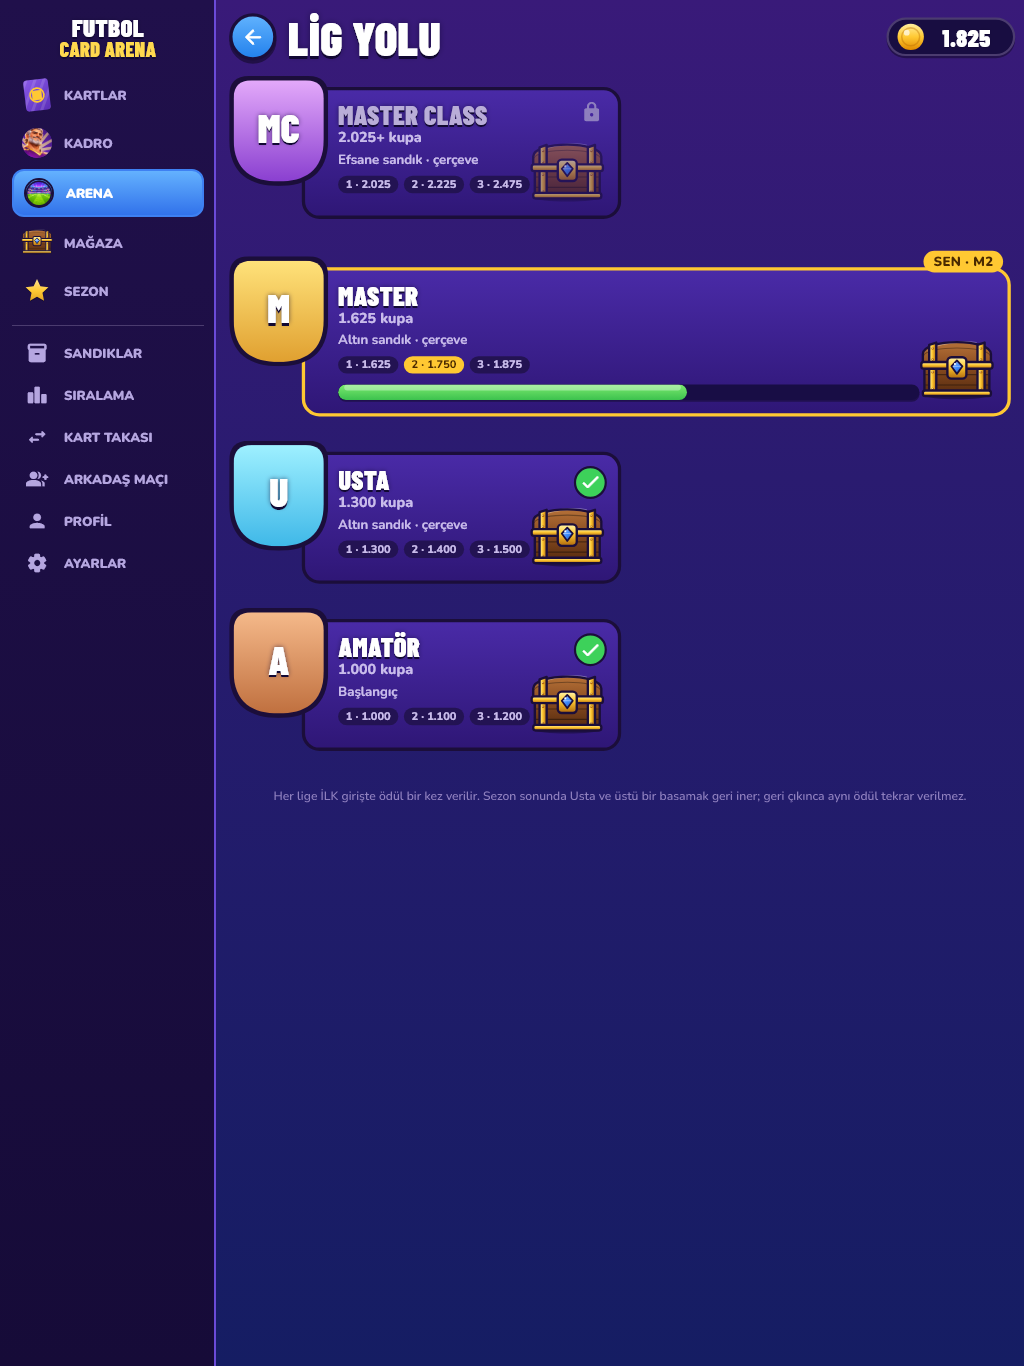 FUTBOL
CARD ARENA
KARTLAR
KADRO
ARENA
MAĞAZA
SEZON
SANDIKLAR
SIRALAMA
KART TAKASI
ARKADAŞ MAÇI
PROFİL
AYARLAR
LİG YOLU
1.825
MC
MASTER CLASS
2.025+ kupa
Efsane sandık · çerçeve
1 · 2.025 2 · 2.225 3 · 2.475
SEN · M2
M
MASTER
1.625 kupa
Altın sandık · çerçeve
1 · 1.625 2 · 1.750 3 · 1.875
U
USTA
1.300 kupa
Altın sandık · çerçeve
1 · 1.300 2 · 1.400 3 · 1.500
A
AMATÖR
1.000 kupa
Başlangıç
1 · 1.000 2 · 1.100 3 · 1.200
Her lige İLK girişte ödül bir kez verilir. Sezon sonunda Usta ve üstü bir basamak geri iner; geri çıkınca aynı ödül tekrar verilmez.